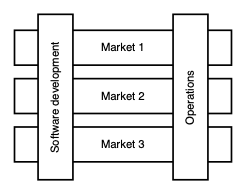 Software development
Market 1
Market 2
Market 3
Operations